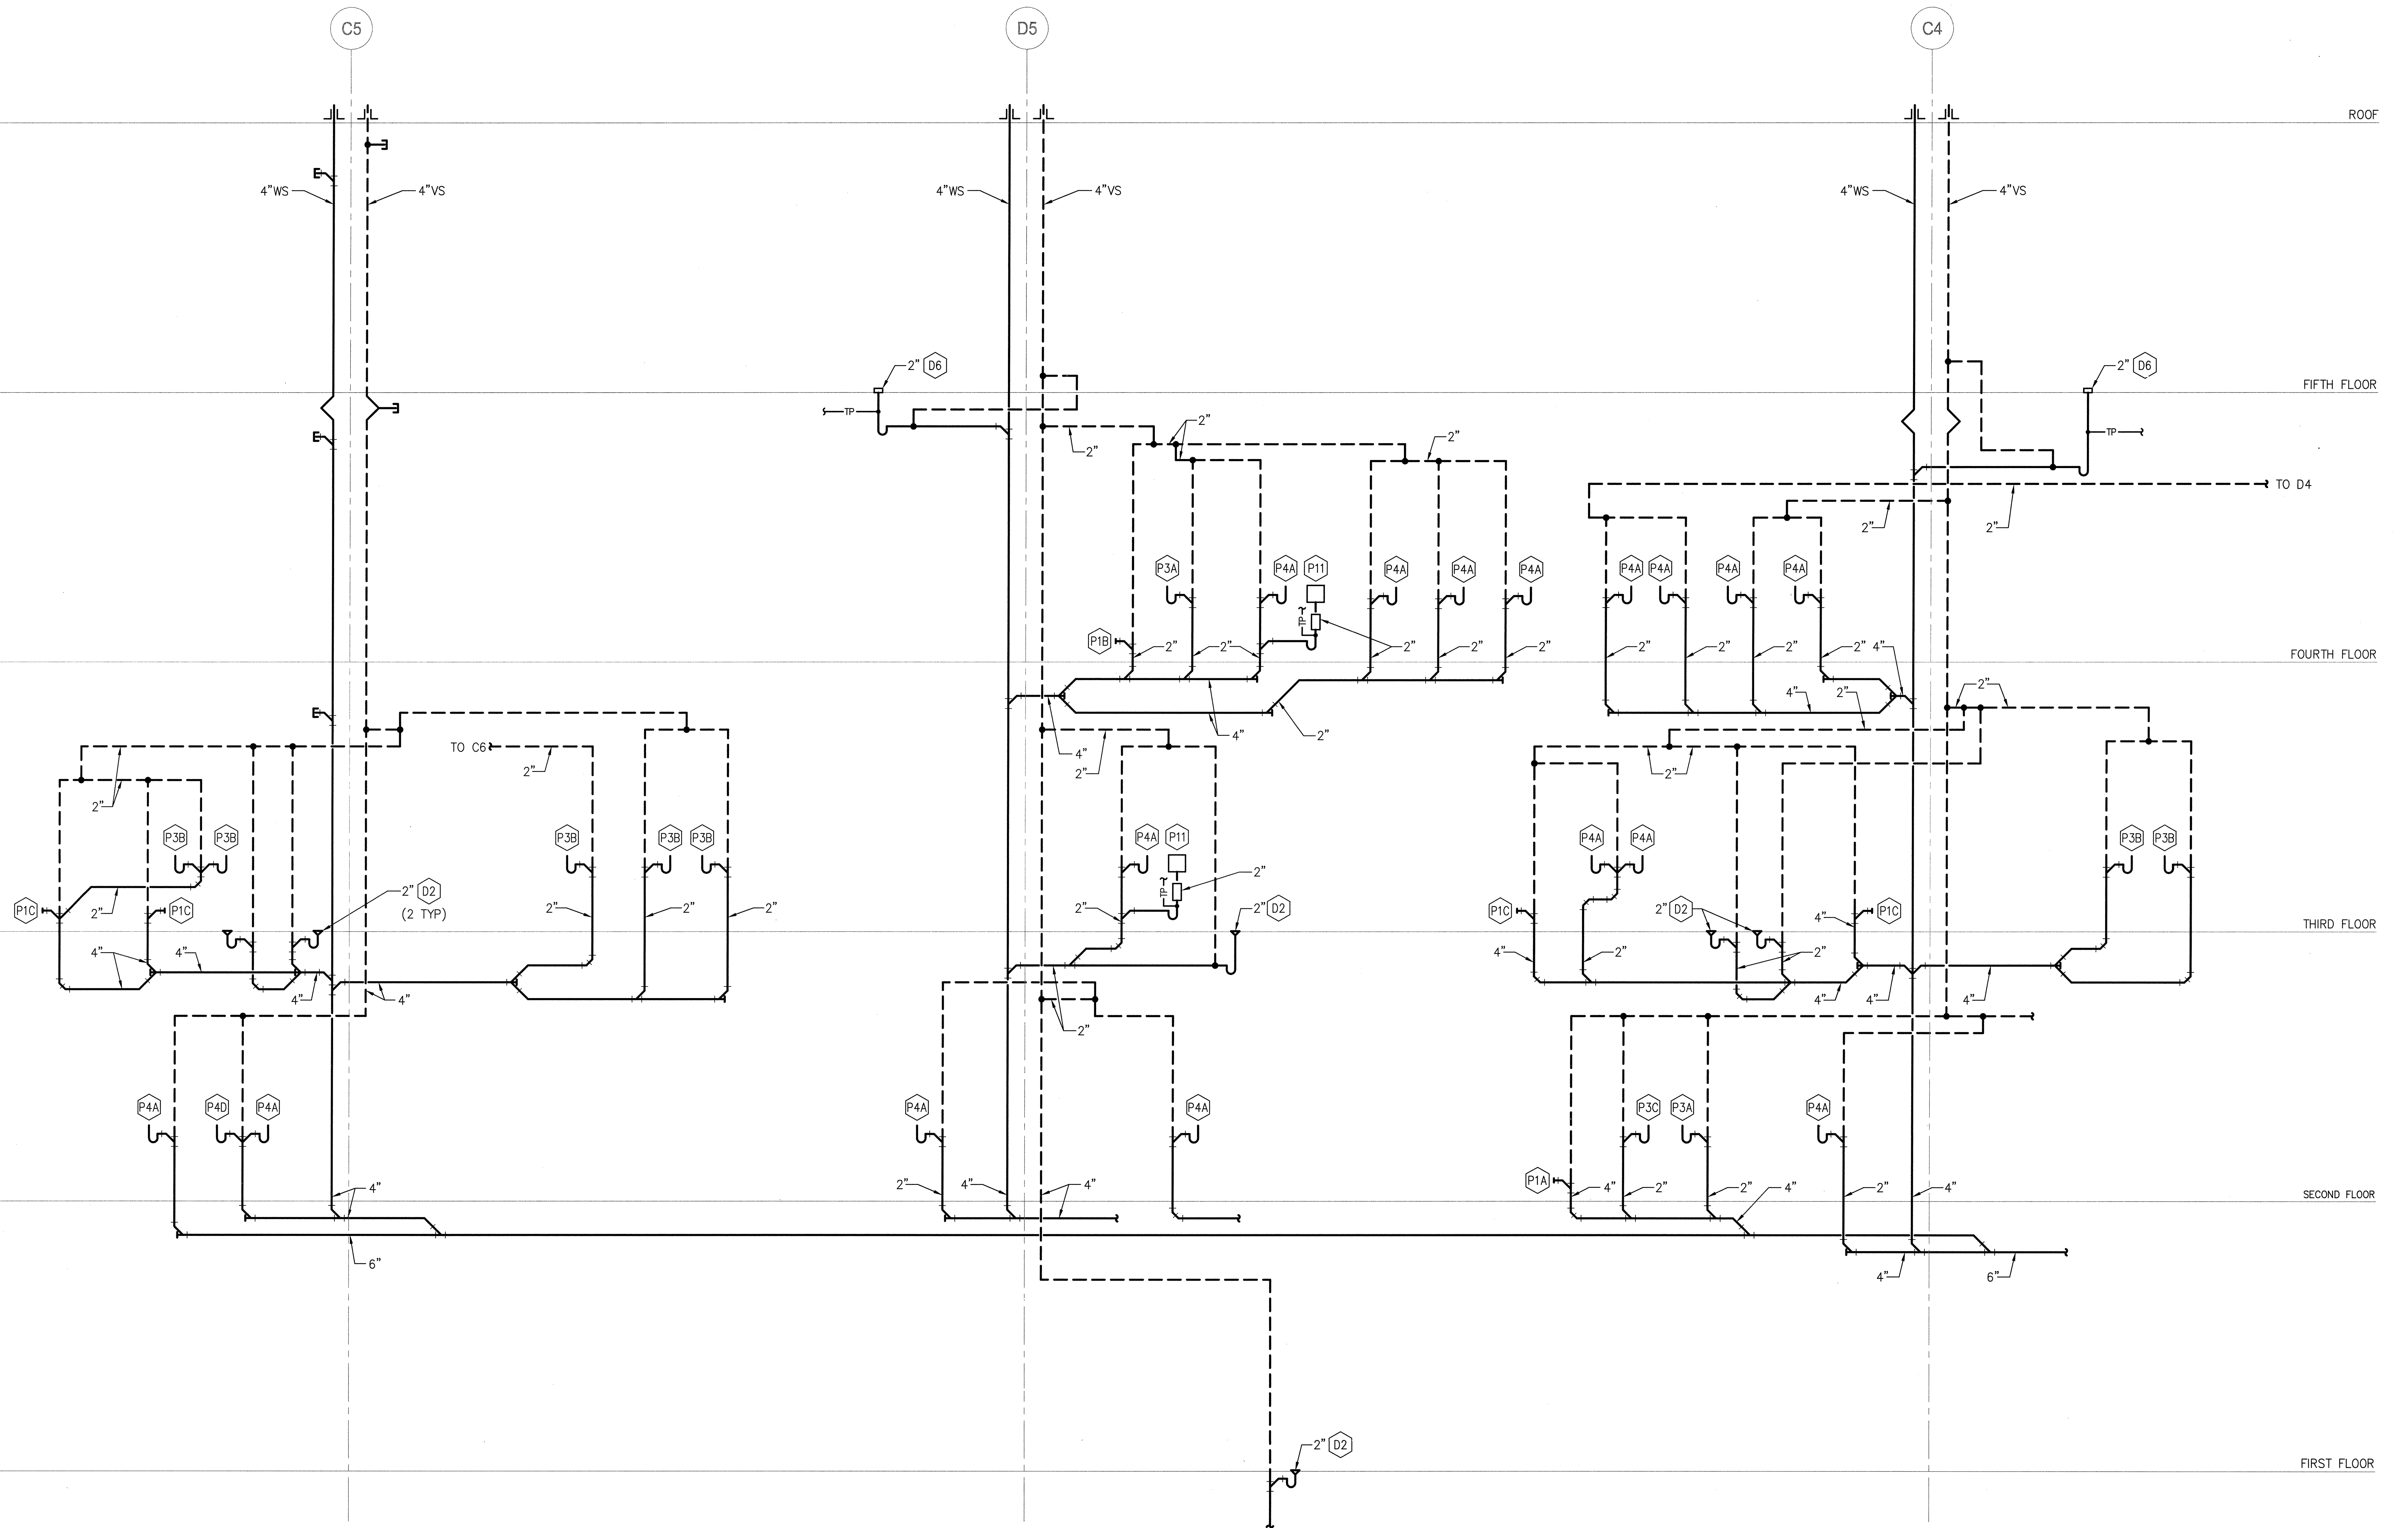 C5
D5
C4
ROOF
4"WS
4"VS
4"WS
4"VS
4"WS
4"VS
2" D6
2" D6
FIFTH FLOOR
TP
TP
2"
2"
2"
TO D4
2"
2"
P3A
P4A
P11
P4A
P4A
P4A
P4A
P4A
P4A
P4A
TP
P1B
2"
2"
2"
2"
2"
2"
2"
2"
2"
4"
FOURTH FLOOR
4"
2"
2"
4"
2"
TO C6
2"
4"
2"
2"
2"
P3B
P3B
P3B
P3B
P3B
P4A
P11
P4A
P4A
P3B
P3B
2"
TP
2" D2
(2 TYP)
P1C
2"
P1C
2"
2"
2"
2"
2" D2
P1C
2" D2
4"
P1C
THIRD FLOOR
4"
4"
4"
2"
2"
4"
4"
2"
4"
4"
4"
P4A
P4D
P4A
P4A
P4A
P3C
P3A
P4A
P1A
4"
2"
4"
4"
4"
2"
2"
4"
2"
4"
SECOND FLOOR
6"
4"
6"
2" D2
FIRST FLOOR